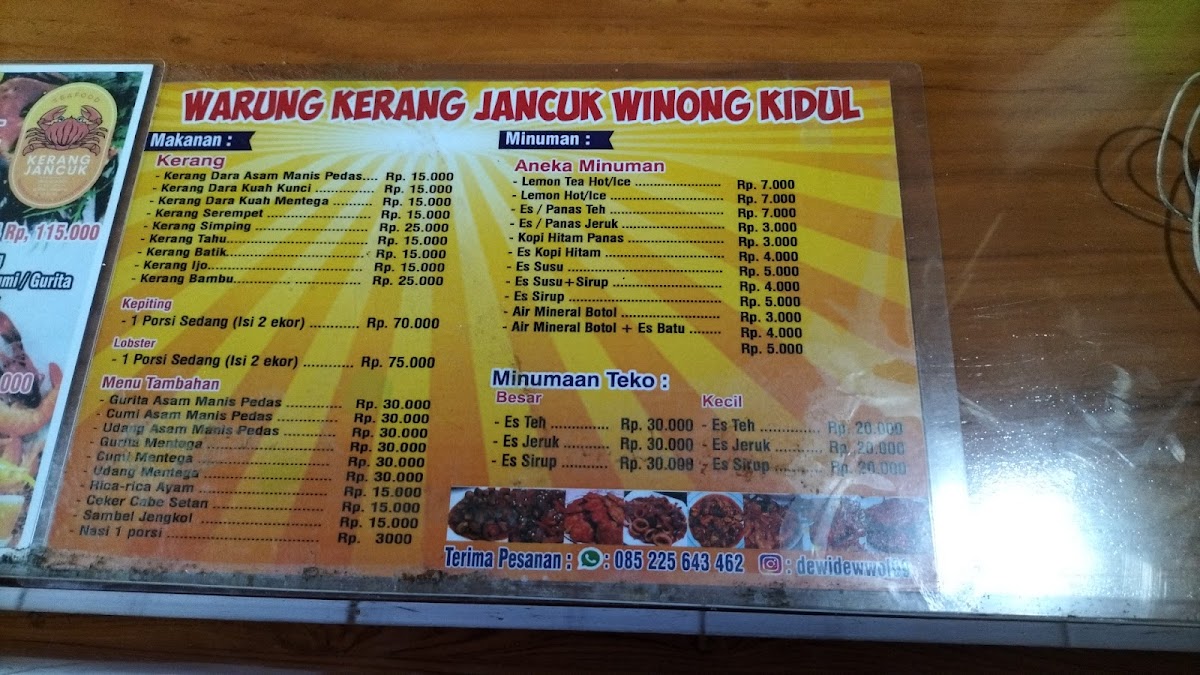 SEAFOOD
KERANG
JANCUK
Rp, 115.000
mi / Gurita
.000
WARUNG KERANG JANCUK WINONG KIDUL
Makanan :
Kerang
- Kerang Dara Asam Manis Pedas.... Rp. 15.000
- Kerang Dara Kuah Kunci ............... Rp. 15.000
- Kerang Dara Kuah Mentega ......... Rp. 15.000
- Kerang Serempet ......................... Rp. 15.000
- Kerang Simping ........................... Rp. 25.000
- Kerang Tahu................................. Rp. 15.000
- Kerang Batik................................. Rp. 15.000
- Kerang Ijo..................................... Rp. 15.000
- Kerang Bambu.............................. Rp. 25.000
Kepiting
- 1 Porsi Sedang (Isi 2 ekor) ............ Rp. 70.000
Lobster
- 1 Porsi Sedang (Isi 2 ekor) ............ Rp. 75.000
Menu Tambahan
- Gurita Asam Manis Pedas ............ Rp. 30.000
- Cumi Asam Manis Pedas ............. Rp. 30.000
- Udang Asam Manis Pedas ........... Rp. 30.000
- Gurita Mentega ........................... Rp. 30.000
- Cumi Mentega ............................. Rp. 30.000
- Udang Mentega ........................... Rp. 30.000
- Rica-rica Ayam ............................ Rp. 15.000
- Ceker Cabe Setan ........................ Rp. 15.000
- Sambel Jengkol ........................... Rp. 15.000
- Nasi 1 porsi ................................. Rp. 3000
Minuman :
Aneka Minuman
- Lemon Tea Hot/Ice ...................... Rp. 7.000
- Lemon Hot/Ice ............................. Rp. 7.000
- Es / Panas Teh ............................. Rp. 7.000
- Es / Panas Jeruk .......................... Rp. 3.000
- Kopi Hitam Panas ........................ Rp. 3.000
- Es Kopi Hitam .............................. Rp. 4.000
- Es Susu ........................................ Rp. 5.000
- Es Susu+Sirup ............................. Rp. 4.000
- Es Sirup ....................................... Rp. 5.000
- Air Mineral Botol .......................... Rp. 3.000
- Air Mineral Botol + Es Batu ........ Rp. 4.000
Rp. 5.000
Minumaan Teko :
Besar
- Es Teh ............. Rp. 30.000
- Es Jeruk .......... Rp. 30.000
- Es Sirup ........... Rp. 30.000
Kecil
- Es Teh .............. Rp. 20.000
- Es Jeruk ........... Rp. 20.000
- Es Sirop ............ Rp. 20.000
Terima Pesanan : : 085 225 643 462 :